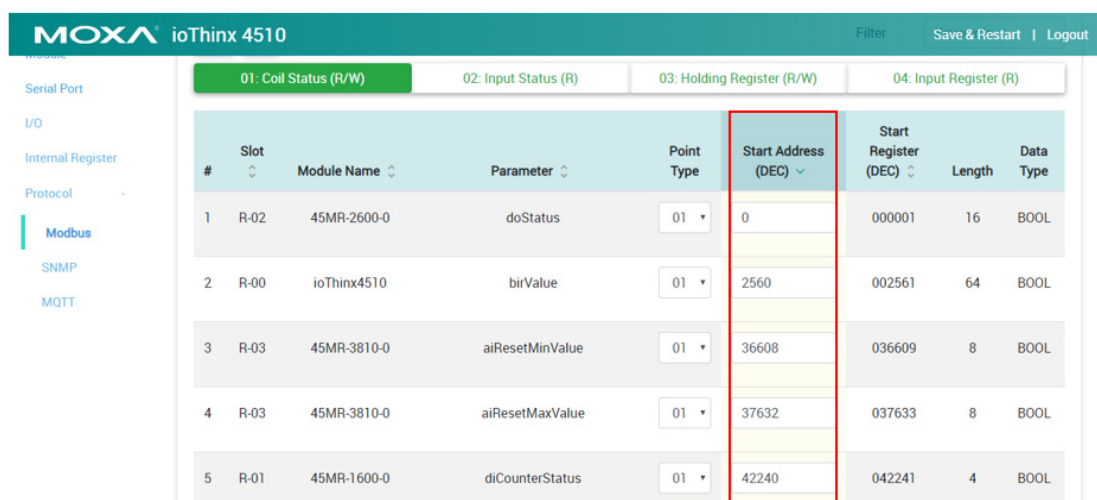 MOXA® ioThinx 4510
Filter
Save & Restart | Logout
Module
Serial Port
I/O
Internal Register
Protocol -
Modbus
SNMP
MQTT
01: Coil Status (R/W) 02: Input Status (R) 03: Holding Register (R/W) 04: Input Register (R)
# Slot Module Name Parameter Point Type Start Address (DEC) Start Register (DEC) Length Data Type
1 R-02 45MR-2600-0 doStatus 01 0 000001 16 BOOL
2 R-00 ioThinx4510 birValue 01 2560 002561 64 BOOL
3 R-03 45MR-3810-0 aiResetMinValue 01 36608 036609 8 BOOL
4 R-03 45MR-3810-0 aiResetMaxValue 01 37632 037633 8 BOOL
5 R-01 45MR-1600-0 diCounterStatus 01 42240 042241 4 BOOL